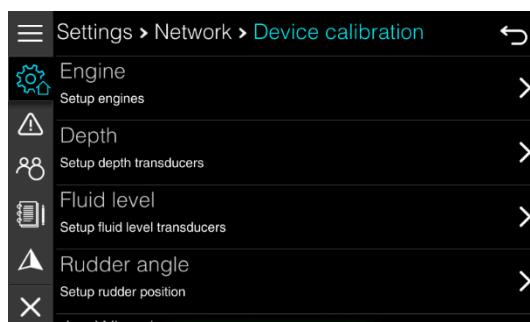 Settings > Network > Device calibration
Engine
Setup engines
Depth
Setup depth transducers
Fluid level
Setup fluid level transducers
Rudder angle
Setup rudder position